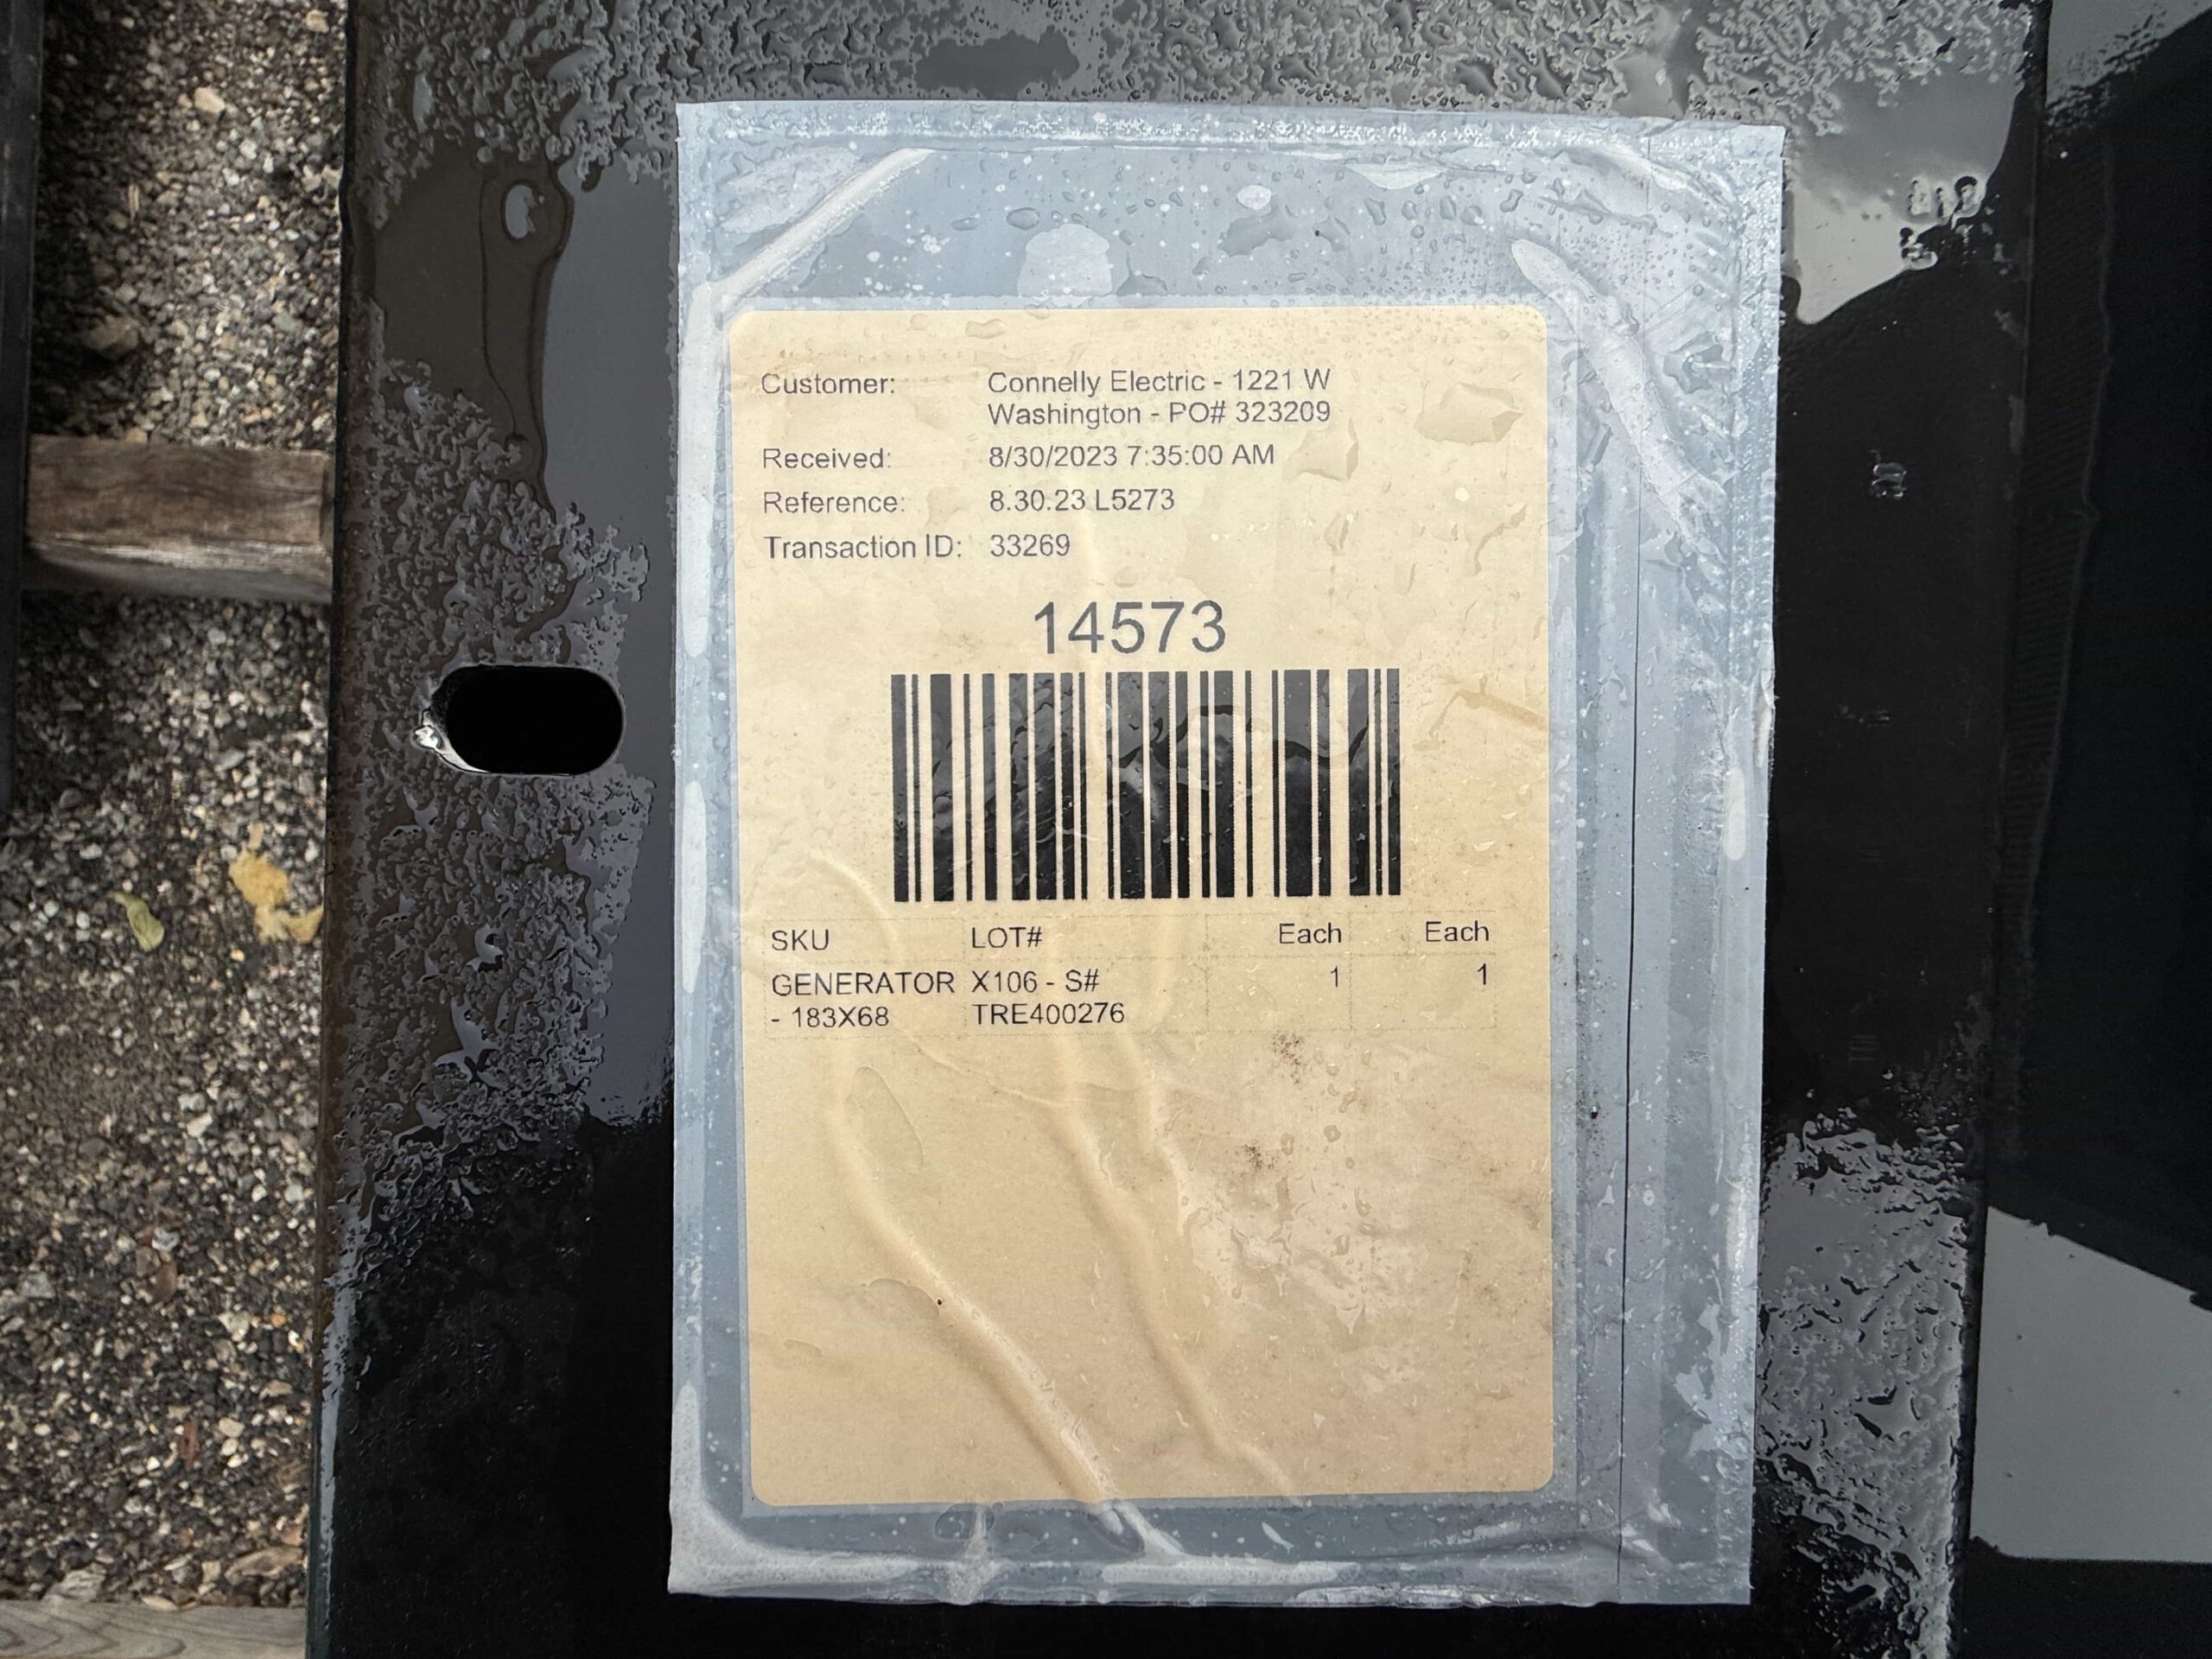 Customer: Connelly Electric - 1221 W
Washington - PO# 323209
Received: 8/30/2023 7:35:00 AM
Reference: 8.30.23 L5273
Transaction ID: 33269
14573
SKU LOT# Each Each
GENERATOR X106 - S# 1 1
- 183X68 TRE400276